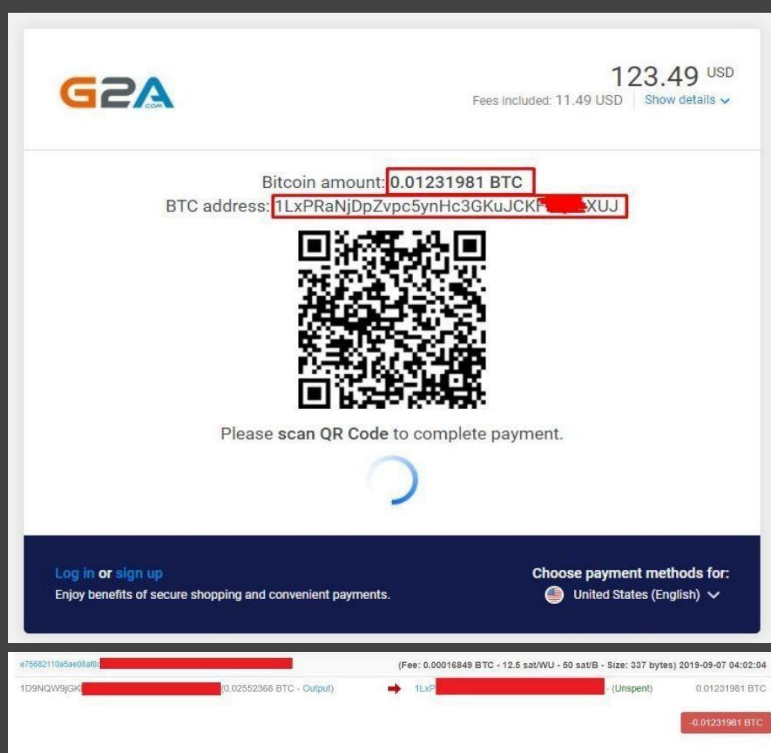 G2A
.COM
123.49 USD
Fees included: 11.49 USD Show details
Bitcoin amount: 0.01231981 BTC
BTC address: 1LxPRaNjDpZvpc5ynHc3GKuJCKF XUJ
Please scan QR Code to complete payment.
Log in or sign up
Enjoy benefits of secure shopping and convenient payments.
Choose payment methods for:
United States (English)
e75682110a5ae08af8c (Fee: 0.00016849 BTC - 12.5 sat/WU - 50 sat/B - Size: 337 bytes) 2019-09-07 04:02:04
1D9NQW9jGK (0.02552368 BTC - Output) 1LxP - (Unspent) 0.01231981 BTC
-0.01231981 BTC